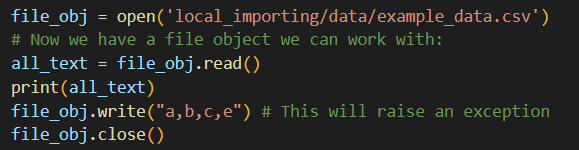 file_obj = open('local_importing/data/example_data.csv')
# Now we have a file object we can work with:
all_text = file_obj.read()
print(all_text)
file_obj.write("a,b,c,e") # This will raise an exception
file_obj.close()